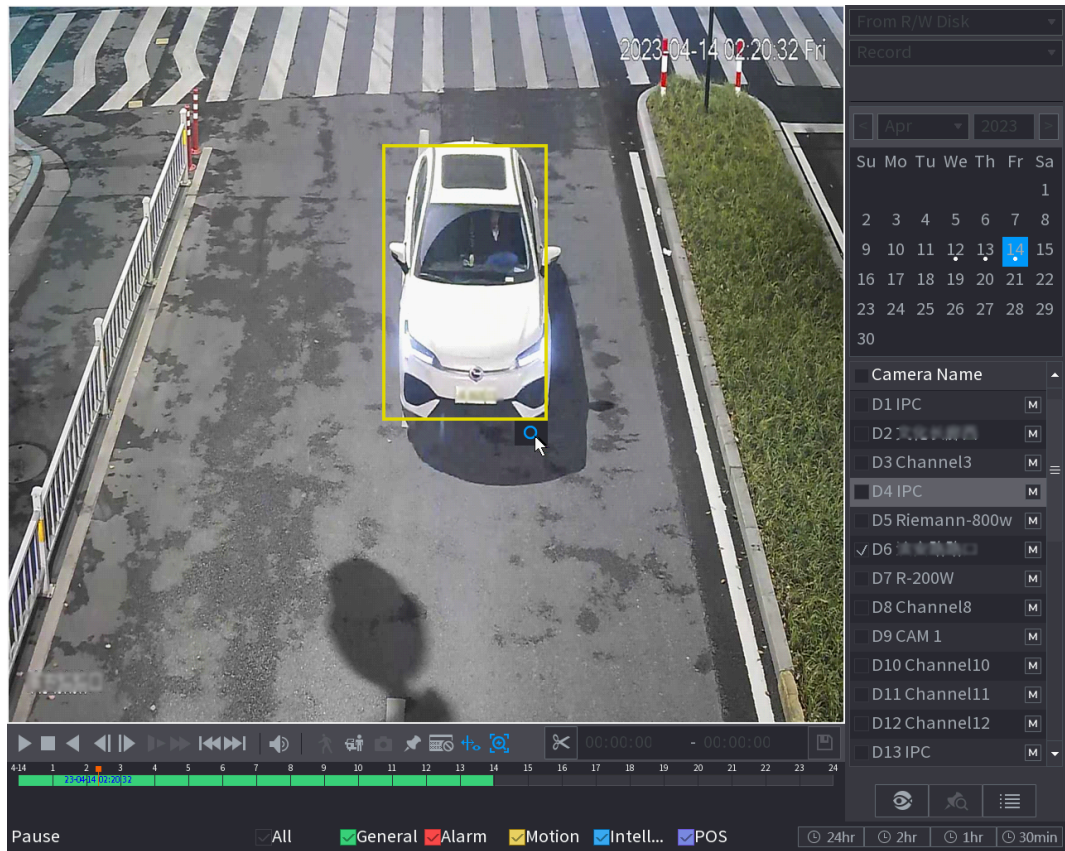 2023-04-14 02:20:32 Fri
From R/W Disk
Record
<
Apr
2023
>
Su Mo Tu We Th Fr Sa
1
2 3 4 5 6 7 8
9 10 11 12 13 14 15
16 17 18 19 20 21 22
23 24 25 26 27 28 29
30
Camera Name
D1 IPC M
D2 M
D3 Channel3 M
D4 IPC M
D5 Riemann-800w M
D6 M
D7 R-200W M
D8 Channel8 M
D9 CAM 1 M
D10 Channel10 M
D11 Channel11 M
D12 Channel12 M
D13 IPC M
00:00:00 - 00:00:00
4-14 1 2 3 4 5 6 7 8 9 10 11 12 13 14 15 16 17 18 19 20 21 22 23 24
23-04-14 02:20:32
Pause
All
General
Alarm
Motion
Intell...
POS
24hr
2hr
1hr
30min